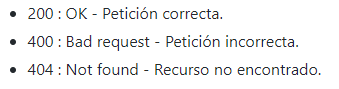 • 200 : OK - Petición correcta.
• 400 : Bad request - Petición incorrecta.
• 404 : Not found - Recurso no encontrado.